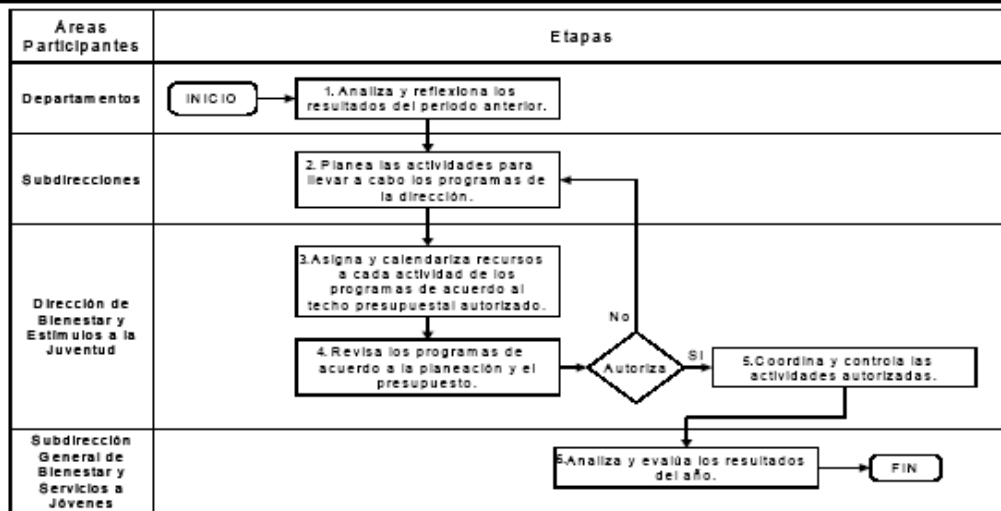 Áreas
Participantes
Etapas
Departamentos
INICIO
1. Analiza y reflexiona los
resultados del periodo anterior.
Subdirecciones
2. Planea las actividades para
llevar a cabo los programas de
la dirección.
Dirección de
Bienestar y
Estímulos a la
Juventud
3.Asigna y calendariza recursos
a cada actividad de los
programas de acuerdo al
techo presupuestal autorizado.
4. Revisa los programas de
acuerdo a la planeación y el
presupuesto.
No
Autoriza
SI
5.Coordina y controla las
actividades autorizadas.
Subdirección
General de
Bienestar y
Servicios a
Jóvenes
6.Analiza y evalúa los resultados
del año.
FIN